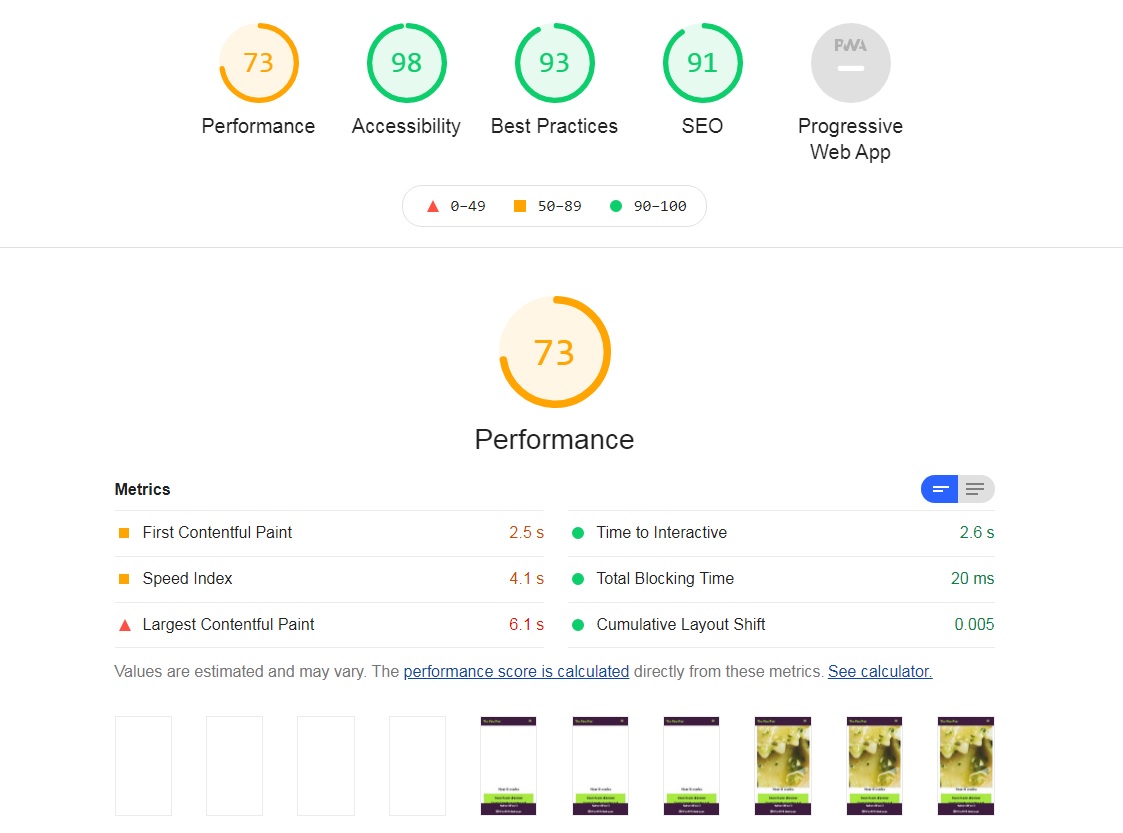 73
98
93
91
PWA
Performance
Accessibility
Best Practices
SEO
Progressive
Web App
0–49
50–89
90–100
73
Performance
Metrics
First Contentful Paint 2.5 s
Time to Interactive 2.6 s
Speed Index 4.1 s
Total Blocking Time 20 ms
Largest Contentful Paint 6.1 s
Cumulative Layout Shift 0.005
Values are estimated and may vary. The performance score is calculated directly from these metrics. See calculator.